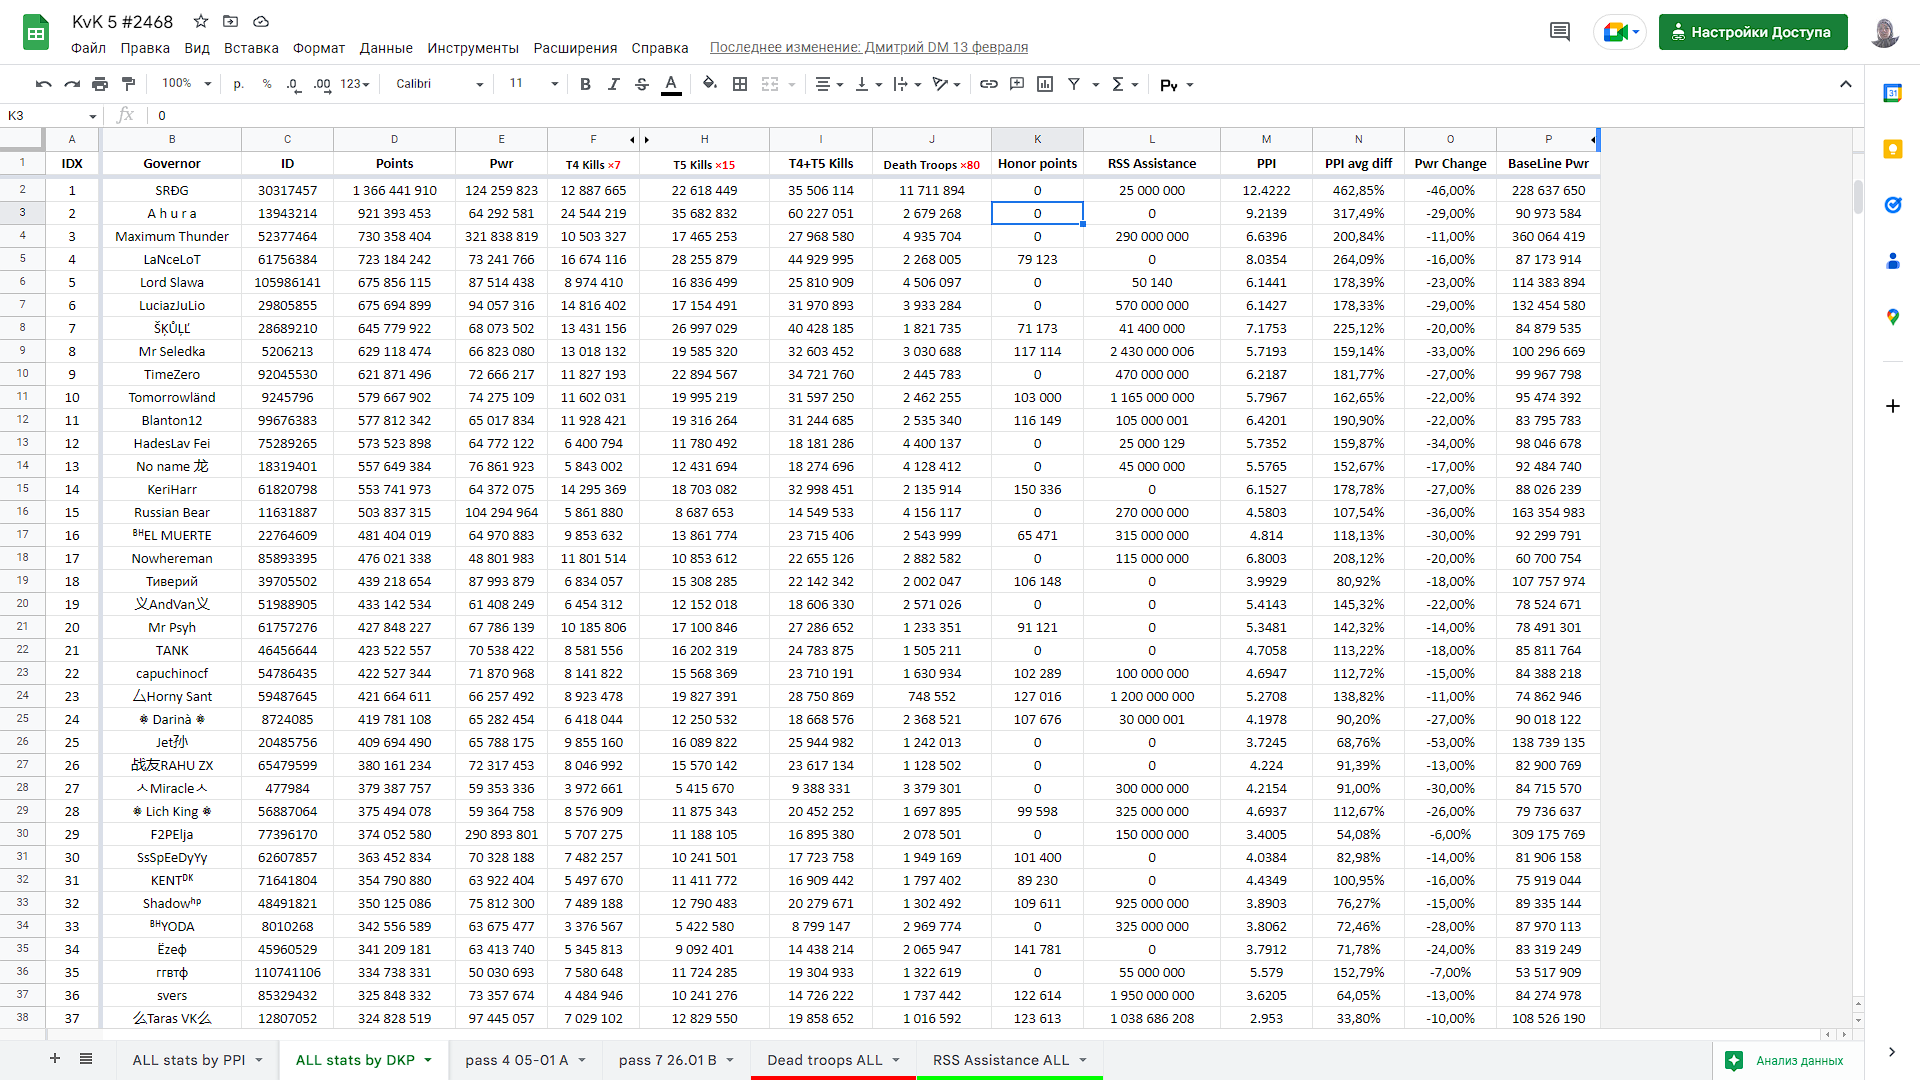 KvK 5 #2468
Файл Правка Вид Вставка Формат Данные Инструменты Расширения Справка Последнее изменение: Дмитрий DM 13 февраля
Настройки Доступа
100% р. % .0 .00 123 Calibri 11 B I S A Ру
K3 fx 0
A B C D E F H I J K L M N O P
1 IDX Governor ID Points Pwr T4 Kills ×7 T5 Kills ×15 T4+T5 Kills Death Troops ×80 Honor points RSS Assistance PPI PPI avg diff Pwr Change BaseLine Pwr
2 1 SRĐG 30317457 1 366 441 910 124 259 823 12 887 665 22 618 449 35 506 114 11 711 894 0 25 000 000 12.4222 462,85% -46,00% 228 637 650
3 2 A h u r a 13943214 921 393 453 64 292 581 24 544 219 35 682 832 60 227 051 2 679 268 0 0 9.2139 317,49% -29,00% 90 973 584
4 3 Maximum Thunder 52377464 730 358 404 321 838 819 10 503 327 17 465 253 27 968 580 4 935 704 0 290 000 000 6.6396 200,84% -11,00% 360 064 419
5 4 LaNceLoT 61756384 723 184 242 73 241 766 16 674 116 28 255 879 44 929 995 2 268 005 79 123 0 8.0354 264,09% -16,00% 87 173 914
6 5 Lord Slawa 105986141 675 856 115 87 514 438 8 974 410 16 836 499 25 810 909 4 506 097 0 50 140 6.1441 178,39% -23,00% 114 383 894
7 6 LuciazJuLio 29805855 675 694 899 94 057 316 14 816 402 17 154 491 31 970 893 3 933 284 0 570 000 000 6.1427 178,33% -29,00% 132 454 580
8 7 ŠĶŮĻĽ 28689210 645 779 922 68 073 502 13 431 156 26 997 029 40 428 185 1 821 735 71 173 41 400 000 7.1753 225,12% -20,00% 84 879 535
9 8 Mr Seledka 5206213 629 118 474 66 823 080 13 018 132 19 585 320 32 603 452 3 030 688 117 114 2 430 000 006 5.7193 159,14% -33,00% 100 296 669
10 9 TimeZero 92045530 621 871 496 72 666 217 11 827 193 22 894 567 34 721 760 2 445 783 0 470 000 000 6.2187 181,77% -27,00% 99 967 798
11 10 Tomorrowländ 9245796 579 667 902 74 275 109 11 602 031 19 995 219 31 597 250 2 462 255 103 000 1 165 000 000 5.7967 162,65% -22,00% 95 474 392
12 11 Blanton12 99676383 577 812 342 65 017 834 11 928 421 19 316 264 31 244 685 2 535 340 116 149 105 000 001 6.4201 190,90% -22,00% 83 795 783
13 12 HadesLav Fei 75289265 573 523 898 64 772 122 6 400 794 11 780 492 18 181 286 4 400 137 0 25 000 129 5.7352 159,87% -34,00% 98 046 678
14 13 No name 龙 18319401 557 649 384 76 861 923 5 843 002 12 431 694 18 274 696 4 128 412 0 45 000 000 5.5765 152,67% -17,00% 92 484 740
15 14 KeriHarr 61820798 553 741 973 64 372 075 14 295 369 18 703 082 32 998 451 2 135 914 150 336 0 6.1527 178,78% -27,00% 88 026 239
16 15 Russian Bear 11631887 503 837 315 104 294 964 5 861 880 8 687 653 14 549 533 4 156 117 0 270 000 000 4.5803 107,54% -36,00% 163 354 983
17 16 ᴮᴴEL MUERTE 22764609 481 404 019 64 970 883 9 853 632 13 861 774 23 715 406 2 543 999 65 471 315 000 000 4.814 118,13% -30,00% 92 299 791
18 17 Nowhereman 85893395 476 021 338 48 801 983 11 801 514 10 853 612 22 655 126 2 882 582 0 115 000 000 6.8003 208,12% -20,00% 60 700 754
19 18 Тиверий 39705502 439 218 654 87 993 879 6 834 057 15 308 285 22 142 342 2 002 047 106 148 0 3.9929 80,92% -18,00% 107 757 974
20 19 义AndVan义 51988905 433 142 534 61 408 249 6 454 312 12 152 018 18 606 330 2 571 026 0 0 5.4143 145,32% -22,00% 78 524 671
21 20 Mr Psyh 61757276 427 848 227 67 786 139 10 185 806 17 100 846 27 286 652 1 233 351 91 121 0 5.3481 142,32% -14,00% 78 491 301
22 21 TANK 46456644 423 522 557 70 538 422 8 581 556 16 202 319 24 783 875 1 505 211 0 0 4.7058 113,22% -18,00% 85 811 764
23 22 capuchinocf 54786435 422 527 344 71 870 968 8 141 822 15 568 369 23 710 191 1 630 934 102 289 100 000 000 4.6947 112,72% -15,00% 84 388 218
24 23 厶Horny Sant 59487645 421 664 611 66 257 492 8 923 478 19 827 391 28 750 869 748 552 127 016 1 200 000 000 5.2708 138,82% -11,00% 74 862 946
25 24 ⎈ Darinà ⎈ 8724085 419 781 108 65 282 454 6 418 044 12 250 532 18 668 576 2 368 521 107 676 30 000 001 4.1978 90,20% -27,00% 90 018 122
26 25 Jet孙 20485756 409 694 490 65 788 175 9 855 160 16 089 822 25 944 982 1 242 013 0 0 3.7245 68,76% -53,00% 138 739 135
27 26 战友RAHU ZX 65479599 380 161 234 72 317 453 8 046 992 15 570 142 23 617 134 1 128 502 0 0 4.224 91,39% -13,00% 82 900 769
28 27 ㅅMiracleㅅ 477984 379 387 757 59 353 336 3 972 661 5 415 670 9 388 331 3 379 301 0 300 000 000 4.2154 91,00% -30,00% 84 715 570
29 28 ⎈ Lich King ⎈ 56887064 375 494 078 59 364 758 8 576 909 11 875 343 20 452 252 1 697 895 99 598 325 000 000 4.6937 112,67% -26,00% 79 736 637
30 29 F2PElja 77396170 374 052 580 290 893 801 5 707 275 11 188 105 16 895 380 2 078 501 0 150 000 000 3.4005 54,08% -6,00% 309 175 769
31 30 SsSpEeDyYy 62607857 363 452 834 70 328 188 7 482 257 10 241 501 17 723 758 1 949 169 101 400 0 4.0384 82,98% -14,00% 81 906 158
32 31 KENTᴰᴷ 71641804 354 790 880 63 922 404 5 497 670 11 411 772 16 909 442 1 797 402 89 230 0 4.4349 100,95% -16,00% 75 919 044
33 32 Shadowʰᵖ 48491821 350 125 086 75 812 300 7 489 188 12 790 483 20 279 671 1 302 492 109 611 925 000 000 3.8903 76,27% -15,00% 89 335 144
34 33 ᴮᴴYODA 8010268 342 556 589 63 675 477 3 376 567 5 422 580 8 799 147 2 969 774 0 325 000 000 3.8062 72,46% -28,00% 87 970 113
35 34 Ёzеф 45960529 341 209 181 63 413 740 5 345 813 9 092 401 14 438 214 2 065 947 141 781 0 3.7912 71,78% -24,00% 83 319 249
36 35 ггвтф 110741106 334 738 331 50 030 693 7 580 648 11 724 285 19 304 933 1 322 619 0 55 000 000 5.579 152,79% -7,00% 53 517 909
37 36 svers 85329432 325 848 332 73 357 674 4 484 946 10 241 276 14 726 222 1 737 442 122 614 1 950 000 000 3.6205 64,05% -13,00% 84 274 978
38 37 么Taras VK么 12807052 324 828 519 97 445 057 7 029 102 12 829 550 19 858 652 1 016 592 123 613 1 038 686 208 2.953 33,80% -10,00% 108 526 190
ALL stats by PPI ALL stats by DKP pass 4 05-01 A pass 7 26.01 B Dead troops ALL RSS Assistance ALL Анализ данных